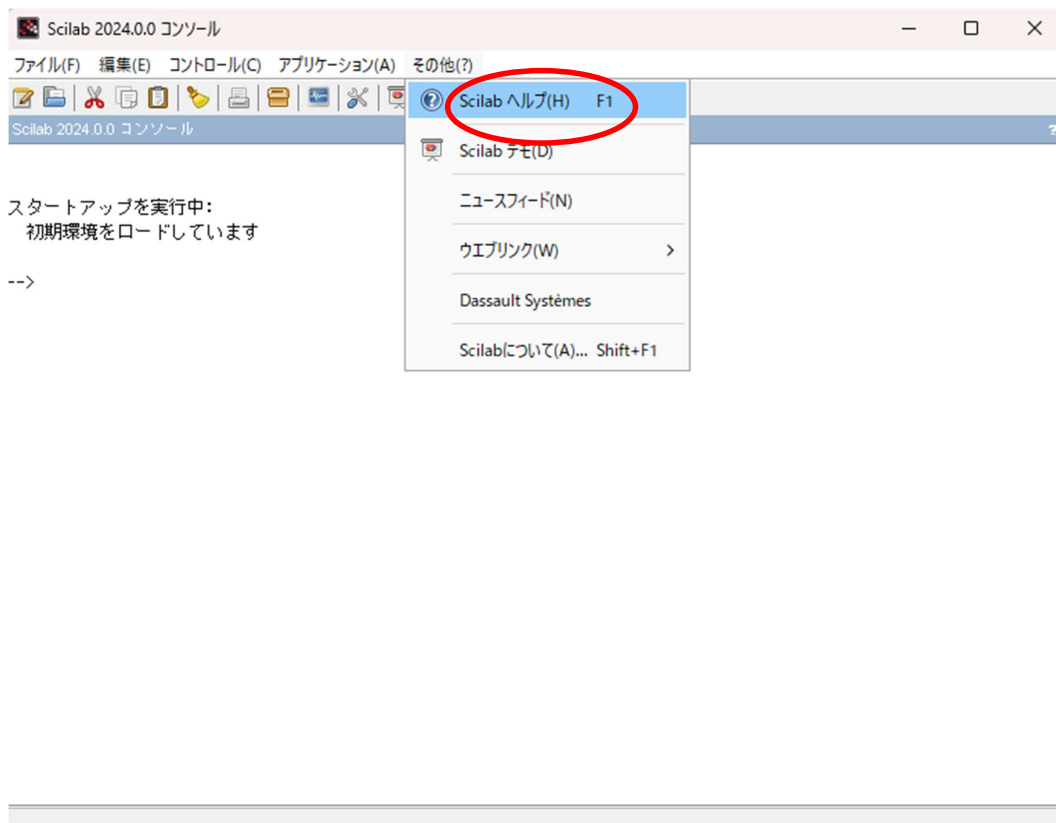 Scilab 2024.0.0 コンソール
ファイル(F) 編集(E) コントロール(C) アプリケーション(A) その他(?)
Scilab 2024.0.0 コンソール ?
Scilab ヘルプ(H) F1
Scilab デモ(D)
ニュースフィード(N)
ウエブリンク(W)
Dassault Systèmes
Scilabについて(A)... Shift+F1
スタートアップを実行中:
初期環境をロードしています
-->